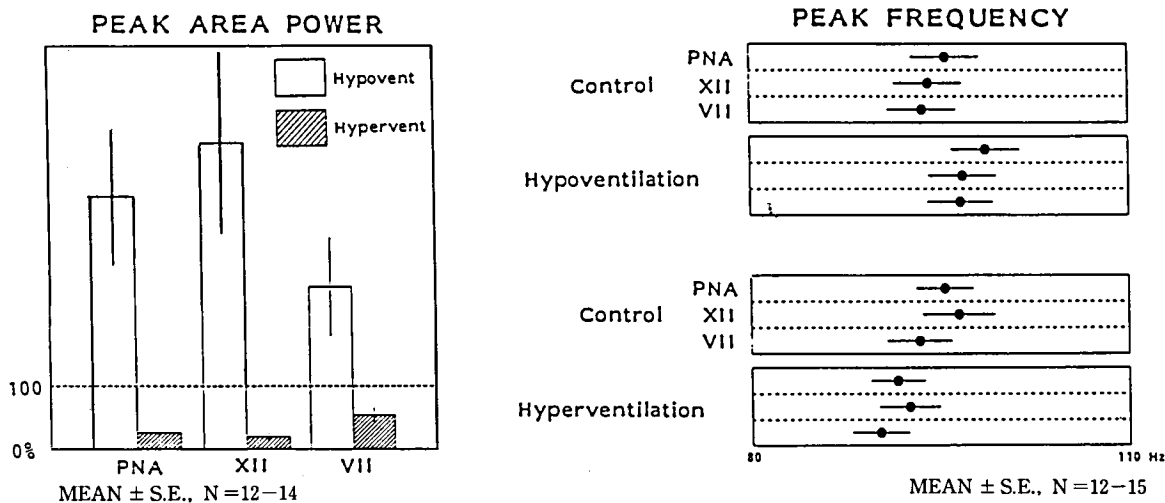 PEAK AREA POWER
Hypovent
Hypervent
100
0%
PNA XII VII
MEAN ± S.E., N=12-14
PEAK FREQUENCY
Control
PNA
XII
VII
Hypoventilation
Control
PNA
XII
VII
Hyperventilation
80 110 Hz
MEAN ± S.E., N=12-15